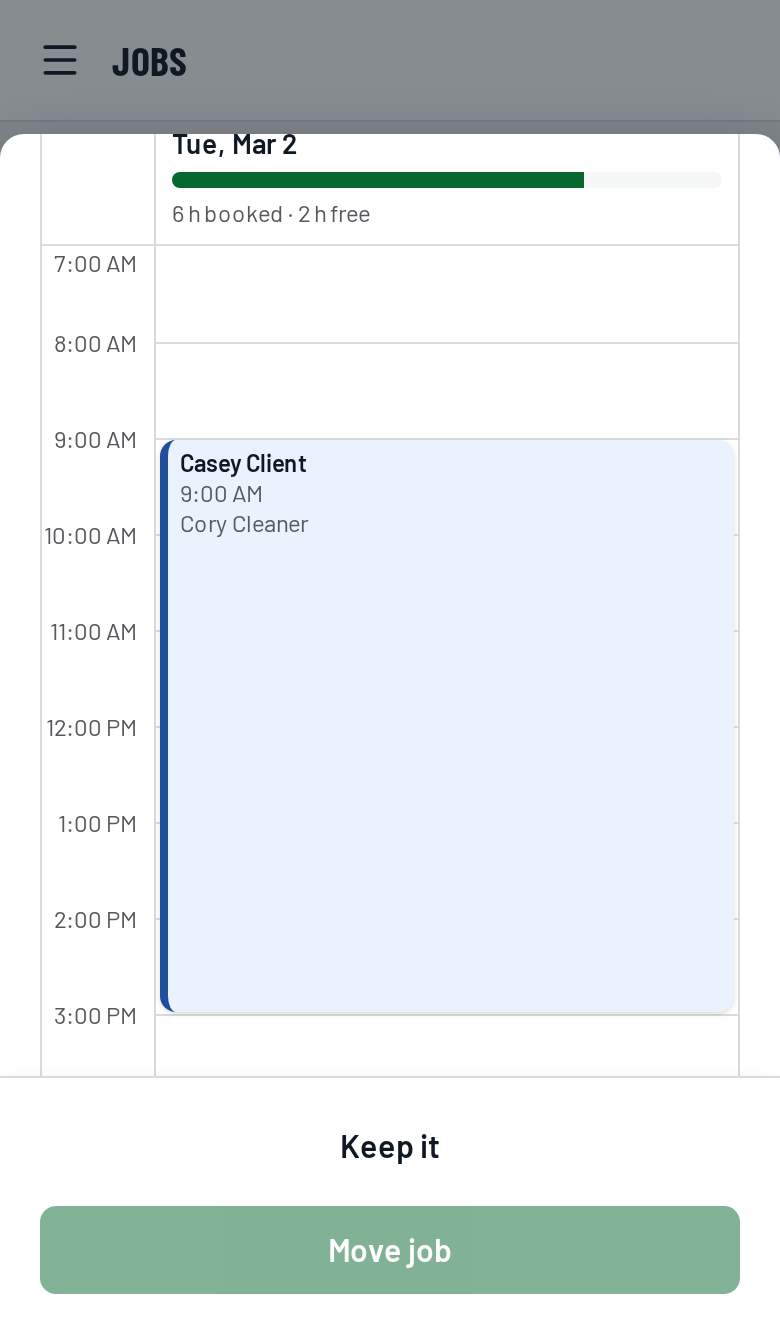 JOBS
Tue, Mar 2
6 h booked · 2 h free
7:00 AM
8:00 AM
9:00 AM
Casey Client
9:00 AM
Cory Cleaner
10:00 AM
11:00 AM
12:00 PM
1:00 PM
2:00 PM
3:00 PM
Keep it
Move job